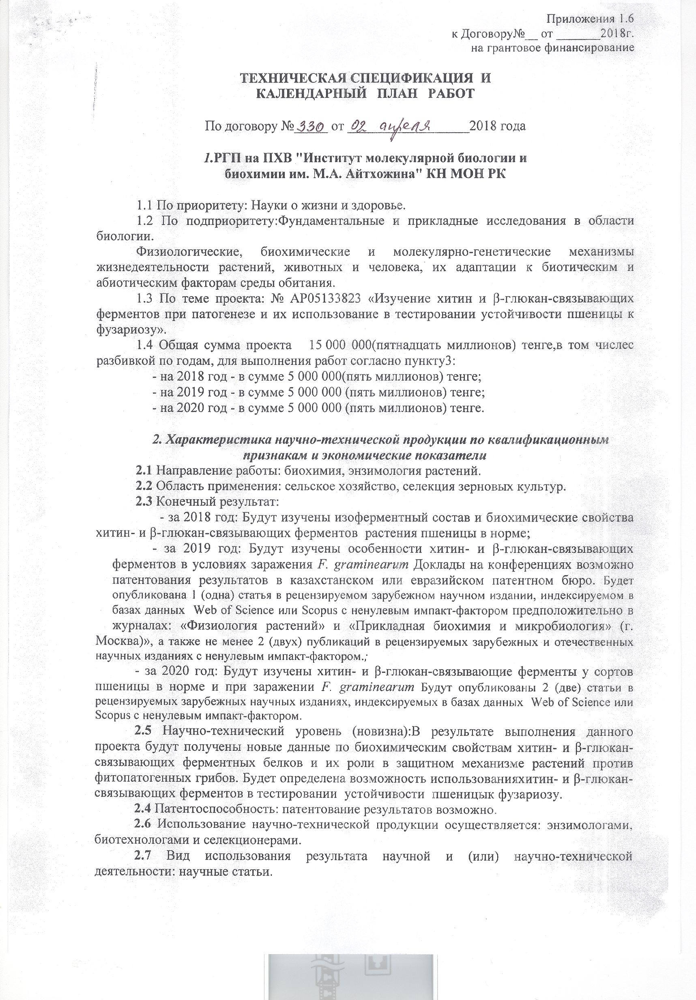 Приложения 1.6
к Договору№__ от _______2018г.
на грантовое финансирование
ТЕХНИЧЕСКАЯ СПЕЦИФИКАЦИЯ И
КАЛЕНДАРНЫЙ ПЛАН РАБОТ
По договору № 330 от 02 апреля 2018 года
1.РГП на ПХВ "Институт молекулярной биологии и
биохимии им. М.А. Айтхожина" КН МОН РК
1.1 По приоритету: Науки о жизни и здоровье.
1.2 По подприоритету:Фундаментальные и прикладные исследования в области
биологии.
Физиологические, биохимические и молекулярно-генетические механизмы
жизнедеятельности растений, животных и человека, их адаптации к биотическим и
абиотическим факторам среды обитания.
1.3 По теме проекта: № АР05133823 «Изучение хитин и β-глюкан-связывающих
ферментов при патогенезе и их использование в тестировании устойчивости пшеницы к
фузариозу».
1.4 Общая сумма проекта 15 000 000(пятнадцать миллионов) тенге,в том числес
разбивкой по годам, для выполнения работ согласно пункту3:
- на 2018 год - в сумме 5 000 000(пять миллионов) тенге;
- на 2019 год - в сумме 5 000 000 (пять миллионов) тенге;
- на 2020 год - в сумме 5 000 000 (пять миллионов) тенге.
2. Характеристика научно-технической продукции по квалификационным
признакам и экономические показатели
2.1 Направление работы: биохимия, энзимология растений.
2.2 Область применения: сельское хозяйство, селекция зерновых культур.
2.3 Конечный результат:
- за 2018 год: Будут изучены изоферментный состав и биохимические свойства
хитин- и β-глюкан-связывающих ферментов растения пшеницы в норме;
- за 2019 год: Будут изучены особенности хитин- и β-глюкан-связывающих
ферментов в условиях заражения F. graminearum Доклады на конференциях возможно
патентования результатов в казахстанском или евразийском патентном бюро. Будет
опубликована 1 (одна) статья в рецензируемом зарубежном научном издании, индексируемом в
базах данных Web of Science или Scopus с ненулевым импакт-фактором предположительно в
журналах: «Физиология растений» и «Прикладная биохимия и микробиология» (г.
Москва)», а также не менее 2 (двух) публикаций в рецензируемых зарубежных и отечественных
научных изданиях с ненулевым импакт-фактором.;
- за 2020 год: Будут изучены хитин- и β-глюкан-связывающие ферменты у сортов
пшеницы в норме и при заражении F. graminearum Будут опубликованы 2 (две) статьи в
рецензируемых зарубежных научных изданиях, индексируемых в базах данных Web of Science или
Scopus с ненулевым импакт-фактором.
2.5 Научно-технический уровень (новизна):В результате выполнения данного
проекта будут получены новые данные по биохимическим свойствам хитин- и β-глюкан-
связывающих ферментных белков и их роли в защитном механизме растений против
фитопатогенных грибов. Будет определена возможность использованияхитин- и β-глюкан-
связывающих ферментов в тестировании устойчивости пшеницык фузариозу.
2.4 Патентоспособность: патентование результатов возможно.
2.6 Использование научно-технической продукции осуществляется: энзимологами,
биотехнологами и селекционерами.
2.7 Вид использования результата научной и (или) научно-технической
деятельности: научные статьи.